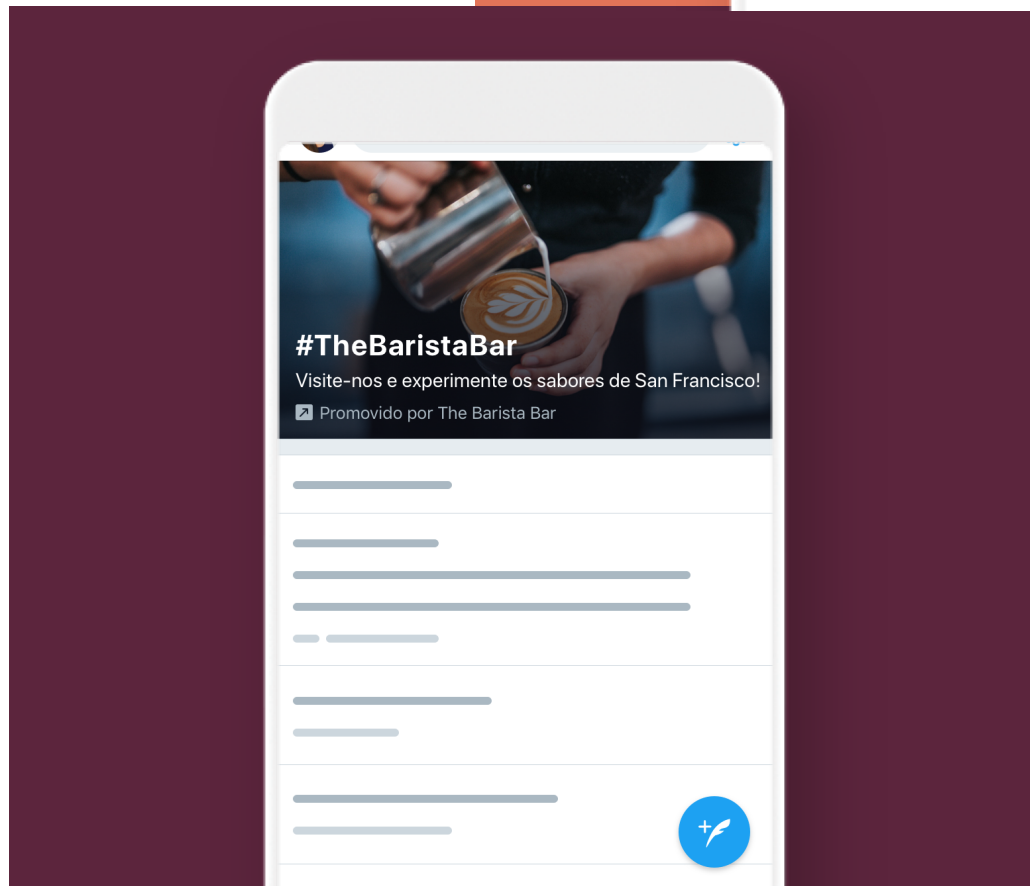 #TheBaristaBar
Visite-nos e experimente os sabores de San Francisco!
Promovido por The Barista Bar